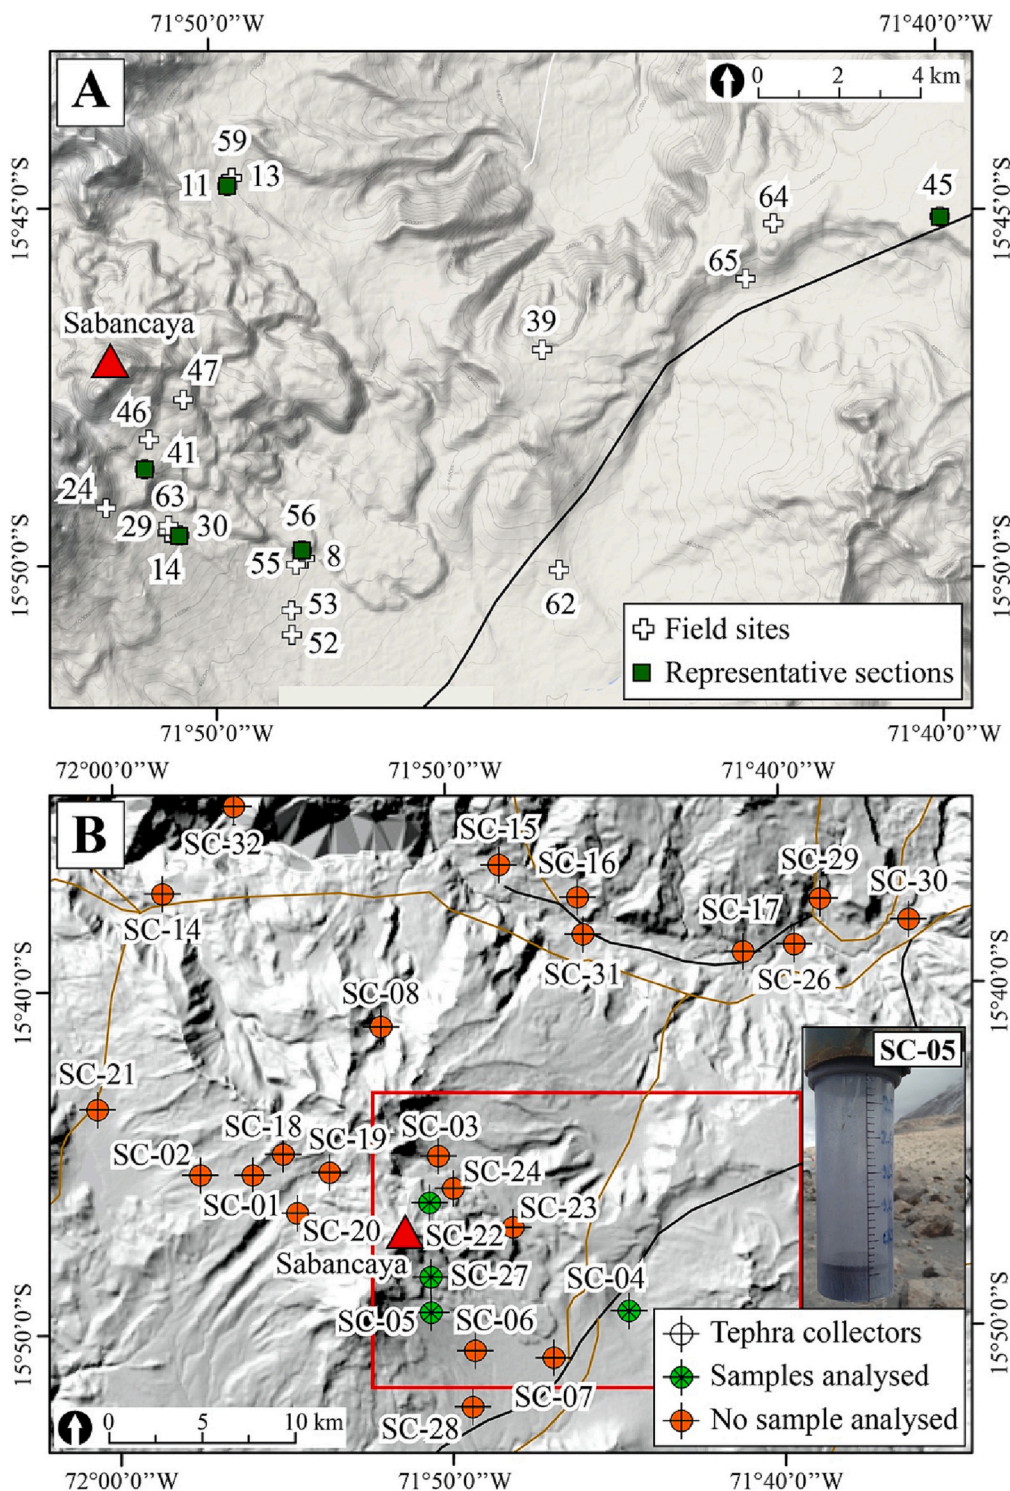 71°50'0''W
71°40'0''W
A
0 2 4 km
59
11
13
64
45
15°45'0''S
15°45'0''S
65
Sabancaya
39
47
46
41
24
63
29
30
56
14
55
8
15°50'0''S
15°50'0''S
53
62
52
Field sites
Representative sections
71°50'0''W
71°40'0''W
72°00'0''W
71°50'0''W
71°40'0''W
B
SC-32
SC-15
SC-16
SC-29
SC-30
SC-14
SC-17
SC-31
SC-26
15°40'0''S
15°40'0''S
SC-08
SC-05
SC-21
SC-18
SC-03
SC-02
SC-19
SC-24
SC-01
SC-23
SC-20
SC-22
Sabancaya
SC-27
SC-04
SC-05
SC-06
15°50'0''S
15°50'0''S
Tephra collectors
Samples analysed
No sample analysed
SC-07
SC-28
0 5 10 km
72°00'0''W
71°50'0''W
71°40'0''W